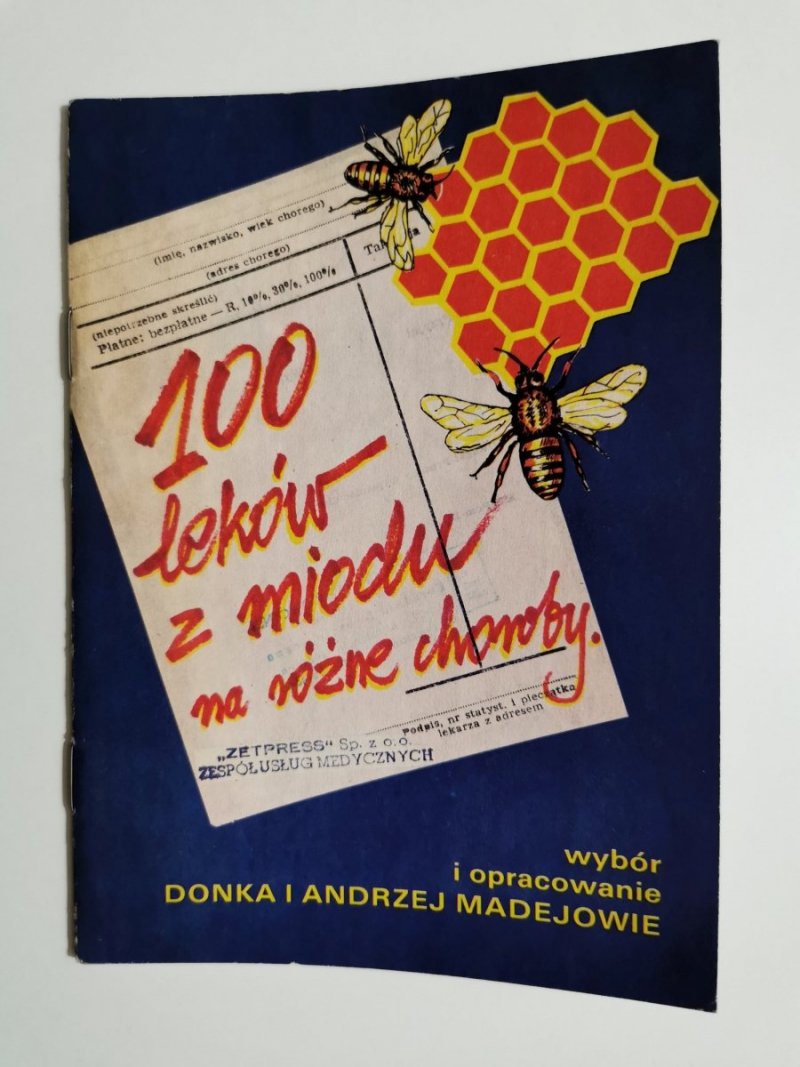 (imię, nazwisko, wiek chorego)
(adres chorego)
(niepotrzebne skreślić)
Płatne: bezpłatne — R, 10%, 30%, 100%
100
leków
z miodu
na różne choroby.
Podpis, nr statyst. i pieczątka
lekarza z adresem
„ZETPRESS" Sp. z o.o.
ZESPÓŁ USŁUG MEDYCZNYCH
wybór
i opracowanie
DONKA I ANDRZEJ MADEJOWIE